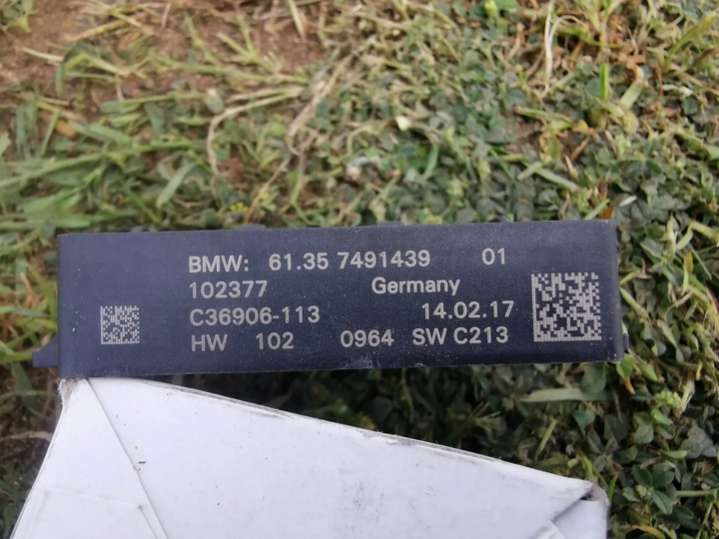 BMW: 61.35 7491439 01
102377 Germany
C36906-113 14.02.17
HW 102 0964 SW C213